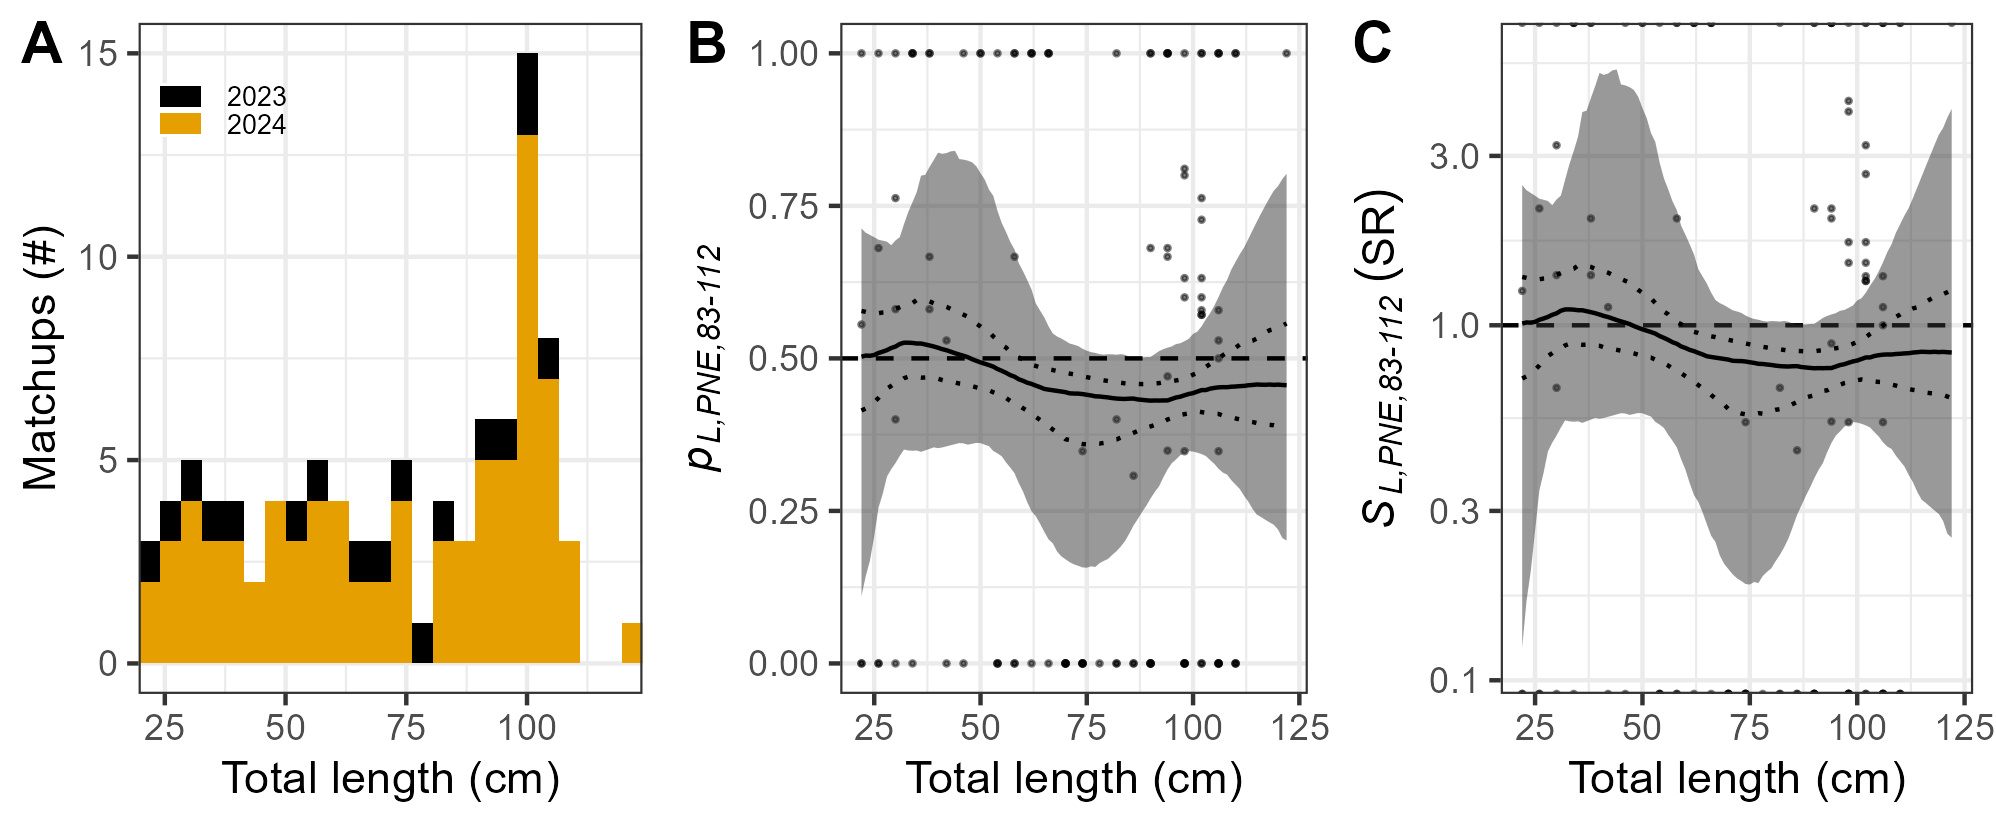 A
Matchups (#)
15
10
5
0
2023
2024
25 50 75 100
Total length (cm)
B
p L,PNE,83-112
1.00
0.75
0.50
0.25
0.00
25 50 75 100 125
Total length (cm)
C
S L,PNE,83-112 (SR)
3.0
1.0
0.3
0.1
25 50 75 100 125
Total length (cm)